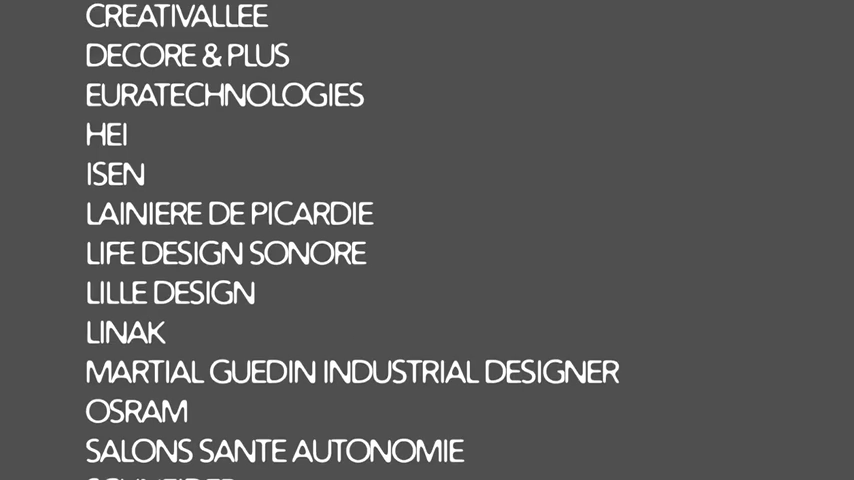 CREATIVALLEE
DECORE & PLUS
EURATECHNOLOGIES
HEI
ISEN
LAINIERE DE PICARDIE
LIFE DESIGN SONORE
LILLE DESIGN
LINAK
MARTIAL GUEDIN INDUSTRIAL DESIGNER
OSRAM
SALONS SANTE AUTONOMIE